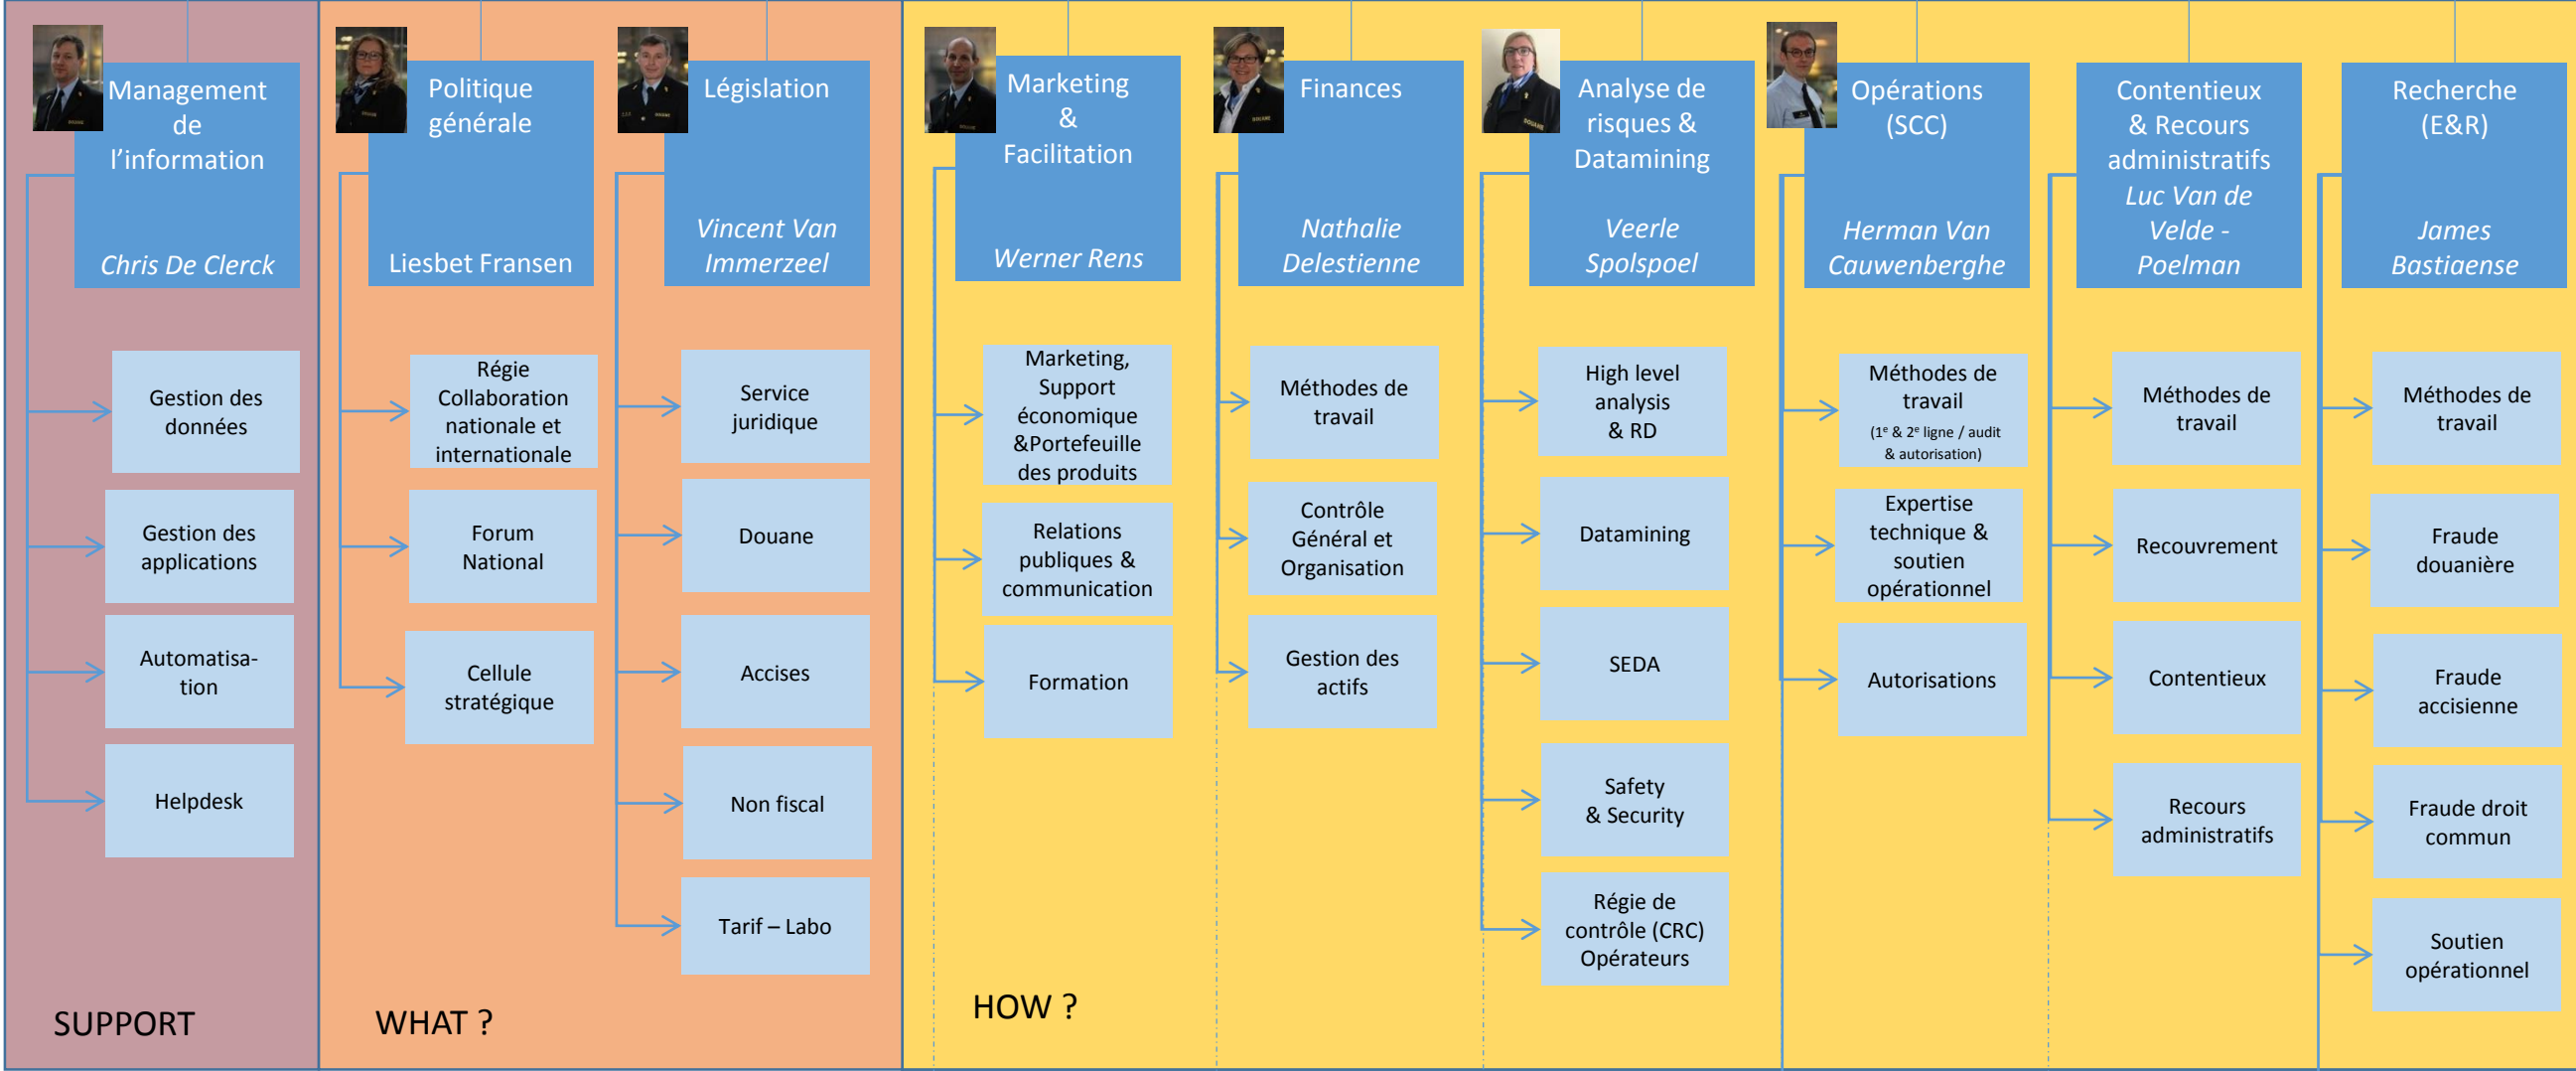 Management
de
l’information
Chris De Clerck
Gestion des
données
Gestion des
applications
Automatisa-
tion
Helpdesk
SUPPORT
Politique
générale
Liesbet Fransen
Régie
Collaboration
nationale et
internationale
Forum
National
Cellule
stratégique
Législation
Vincent Van
Immerzeel
Service
juridique
Douane
Accises
Non fiscal
Tarif – Labo
WHAT ?
Marketing
&
Facilitation
Werner Rens
Marketing,
Support
économique
&Portefeuille
des produits
Relations
publiques &
communication
Formation
Finances
Nathalie
Delestienne
Méthodes de
travail
Contrôle
Général et
Organisation
Gestion des
actifs
Analyse de
risques &
Datamining
Veerle
Spolspoel
High level
analysis
& RD
Datamining
SEDA
Safety
& Security
Régie de
contrôle (CRC)
Opérateurs
Opérations
(SCC)
Herman Van
Cauwenberghe
Méthodes de
travail
(1e & 2e ligne / audit
& autorisation)
Expertise
technique &
soutien
opérationnel
Autorisations
Contentieux
& Recours
administratifs
Luc Van de
Velde -
Poelman
Méthodes de
travail
Recouvrement
Contentieux
Recours
administratifs
Recherche
(E&R)
James
Bastiaense
Méthodes de
travail
Fraude
douanière
Fraude
accisienne
Fraude droit
commun
Soutien
opérationnel
HOW ?